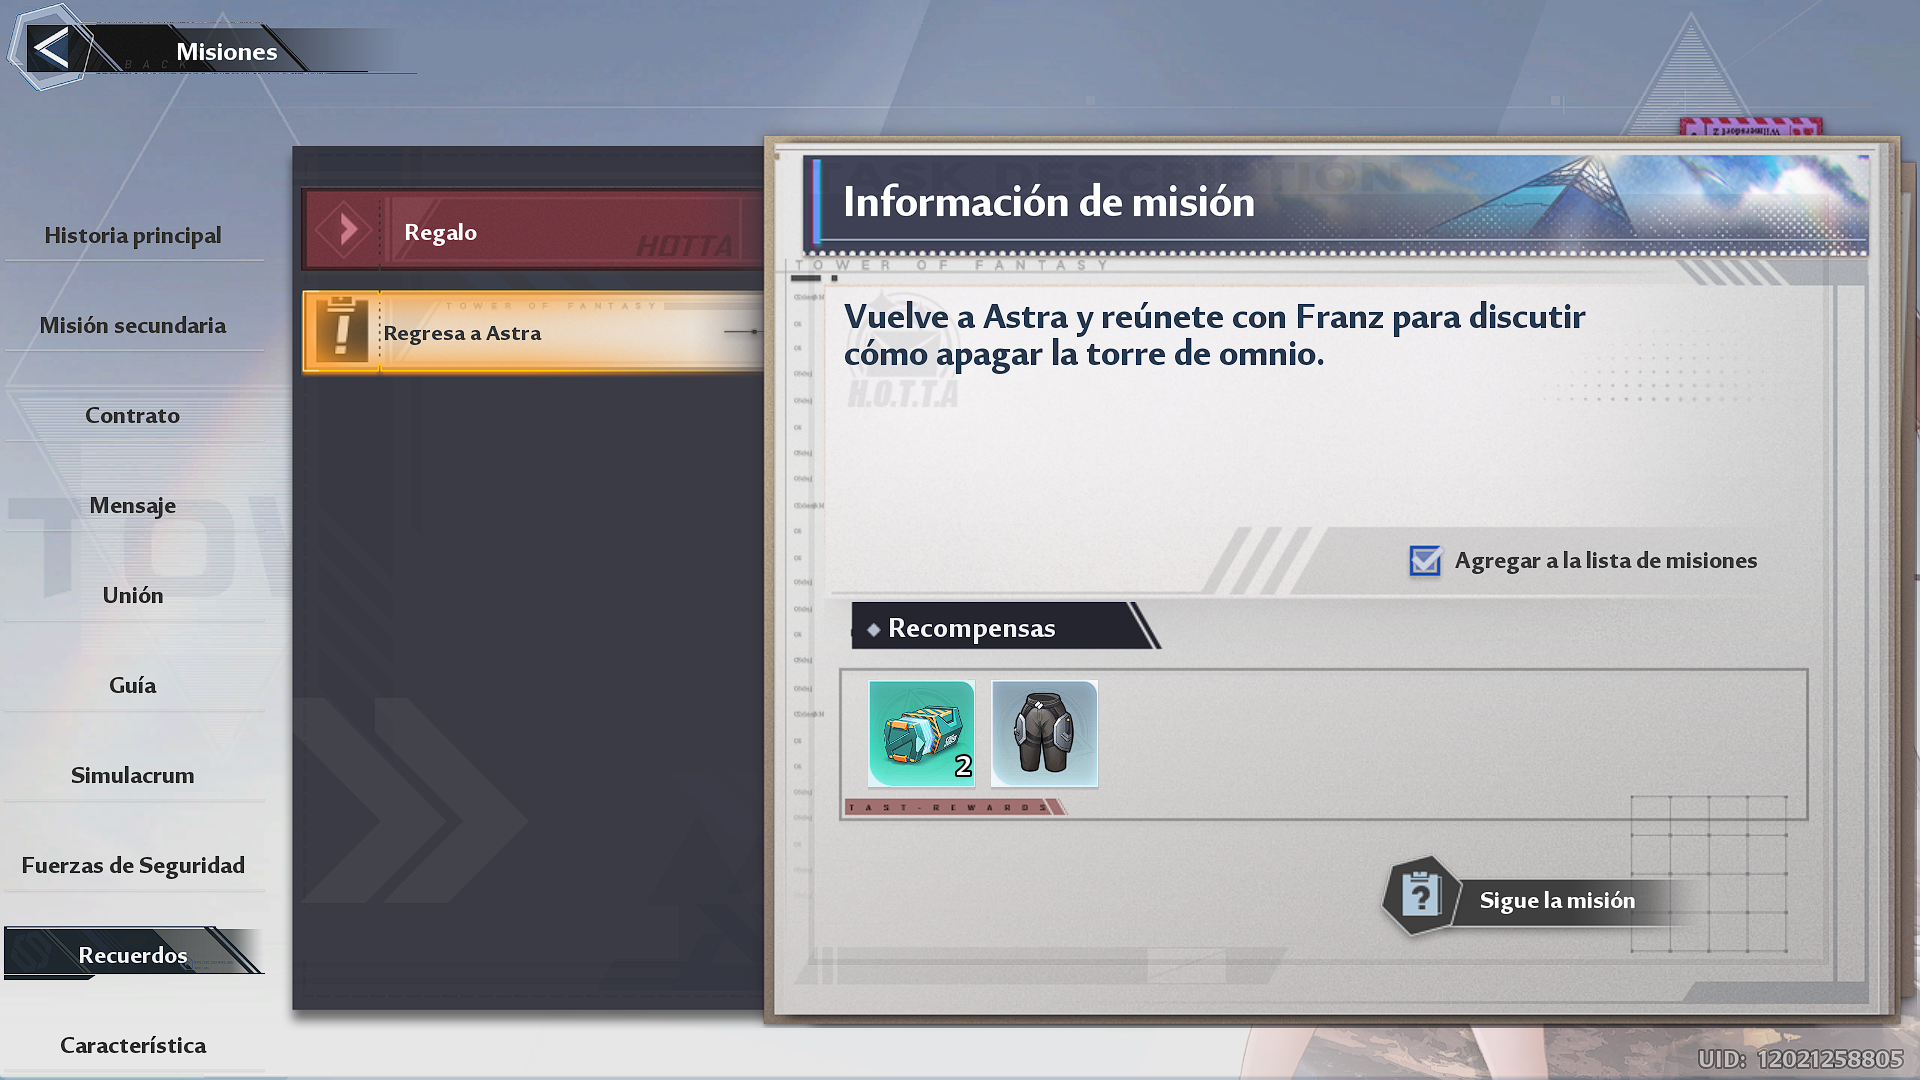 Misiones
BACK
Historia principal
Misión secundaria
Contrato
Mensaje
Unión
Guía
Simulacrum
Fuerzas de Seguridad
Recuerdos
Característica
Regalo
HOTTA
TOWER OF FANTASY
Regresa a Astra
Información de misión
TOWER OF FANTASY
Vuelve a Astra y reúnete con Franz para discutir
cómo apagar la torre de omnio.
H.O.T.T.A
Agregar a la lista de misiones
Recompensas
2
TAST-REWARDS
Sigue la misión
UID: 12021258805